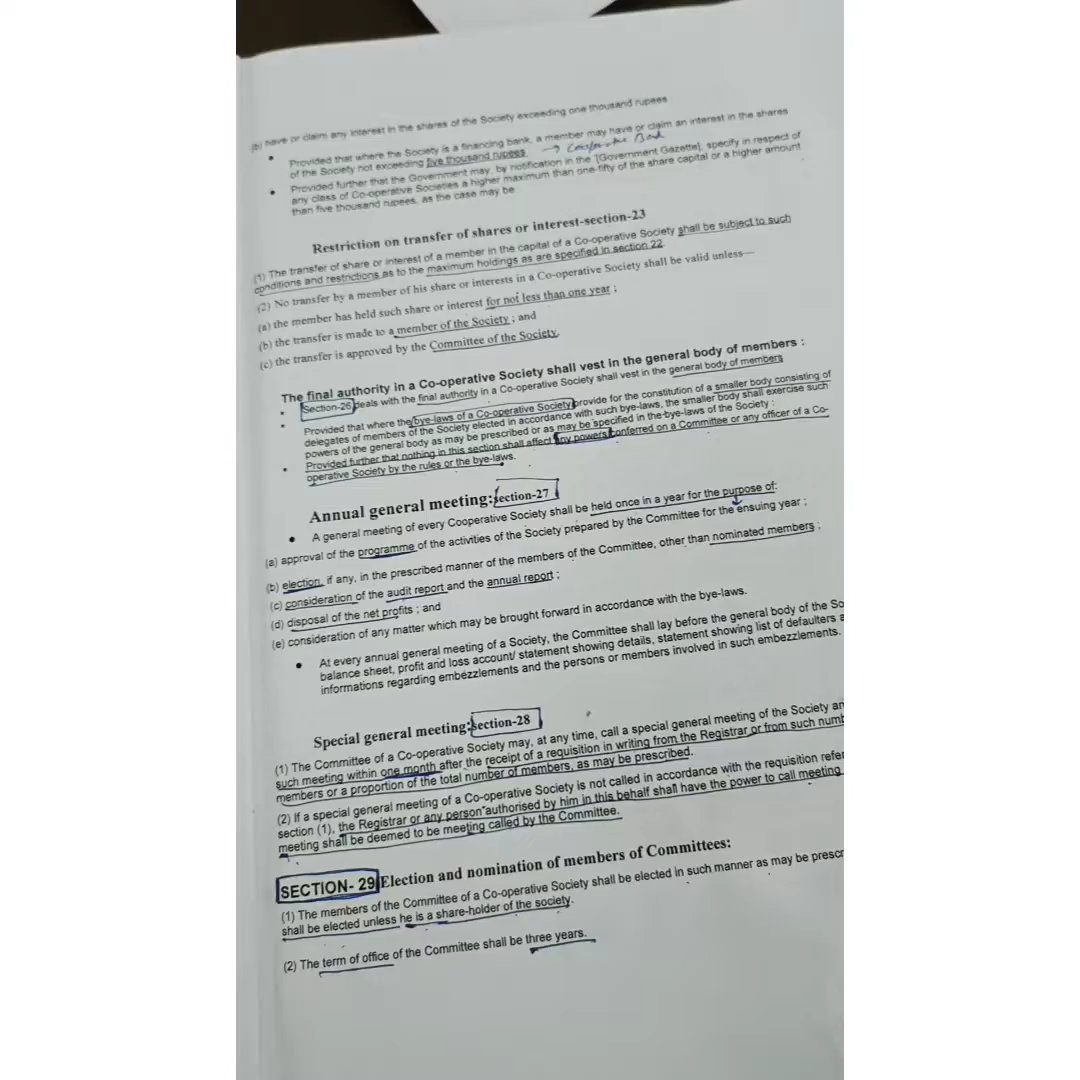 (b) have or claim any interest in the shares of the Society exceeding one thousand rupees
• Provided that where the Society is a financing bank, a member may have or claim an interest in the shares
of the Society not exceeding five thousand rupees → Bank
• Provided further that the Government may, by notification in the [Government Gazette], specify in respect of
any class of Co-operative Societies a higher maximum than one-fifty of the share capital or a higher amount
than five thousand rupees, as the case may be
Restriction on transfer of shares or interest-section-23
(1) The transfer of share or interest of a member in the capital of a Co-operative Society shall be subject to such
conditions and restrictions as to the maximum holdings as are specified in section 22.
(2) No transfer by a member of his share or interests in a Co-operative Society shall be valid unless—
(a) the member has held such share or interest for not less than one year ;
(b) the transfer is made to a member of the Society ; and
(c) the transfer is approved by the Committee of the Society.
The final authority in a Co-operative Society shall vest in the general body of members :
• Section-26 deals with the final authority in a Co-operative Society shall vest in the general body of members
• Provided that where the bye-laws of a Co-operative Society provide for the constitution of a smaller body consisting of
delegates of members of the Society elected in accordance with such bye-laws, the smaller body shall exercise such
powers of the general body as may be prescribed or as may be specified in the bye-laws of the Society :
• Provided further that nothing in this section shall affect any powers conferred on a Committee or any officer of a Co-
operative Society by the rules or the bye-laws.
Annual general meeting:section-27
• A general meeting of every Cooperative Society shall be held once in a year for the purpose of:
(a) approval of the programme of the activities of the Society prepared by the Committee for the ensuing year ;
(b) election, if any, in the prescribed manner of the members of the Committee, other than nominated members ;
(c) consideration of the audit report and the annual report ;
(d) disposal of the net profits ; and
(e) consideration of any matter which may be brought forward in accordance with the bye-laws.
• At every annual general meeting of a Society, the Committee shall lay before the general body of the So
balance sheet, profit and loss account/ statement showing details, statement showing list of defaulters a
informations regarding embezzlements and the persons or members involved in such embezzlements.
Special general meeting:section-28
(1) The Committee of a Co-operative Society may, at any time, call a special general meeting of the Society an
such meeting within one month after the receipt of a requisition in writing from the Registrar or from such numb
members or a proportion of the total number of members, as may be prescribed.
(2) If a special general meeting of a Co-operative Society is not called in accordance with the requisition refer
section (1), the Registrar or any person authorised by him in this behalf shall have the power to call meeting
meeting shall be deemed to be meeting called by the Committee.
SECTION- 29 Election and nomination of members of Committees:
(1) The members of the Committee of a Co-operative Society shall be elected in such manner as may be prescr
shall be elected unless he is a share-holder of the society.
(2) The term of office of the Committee shall be three years.